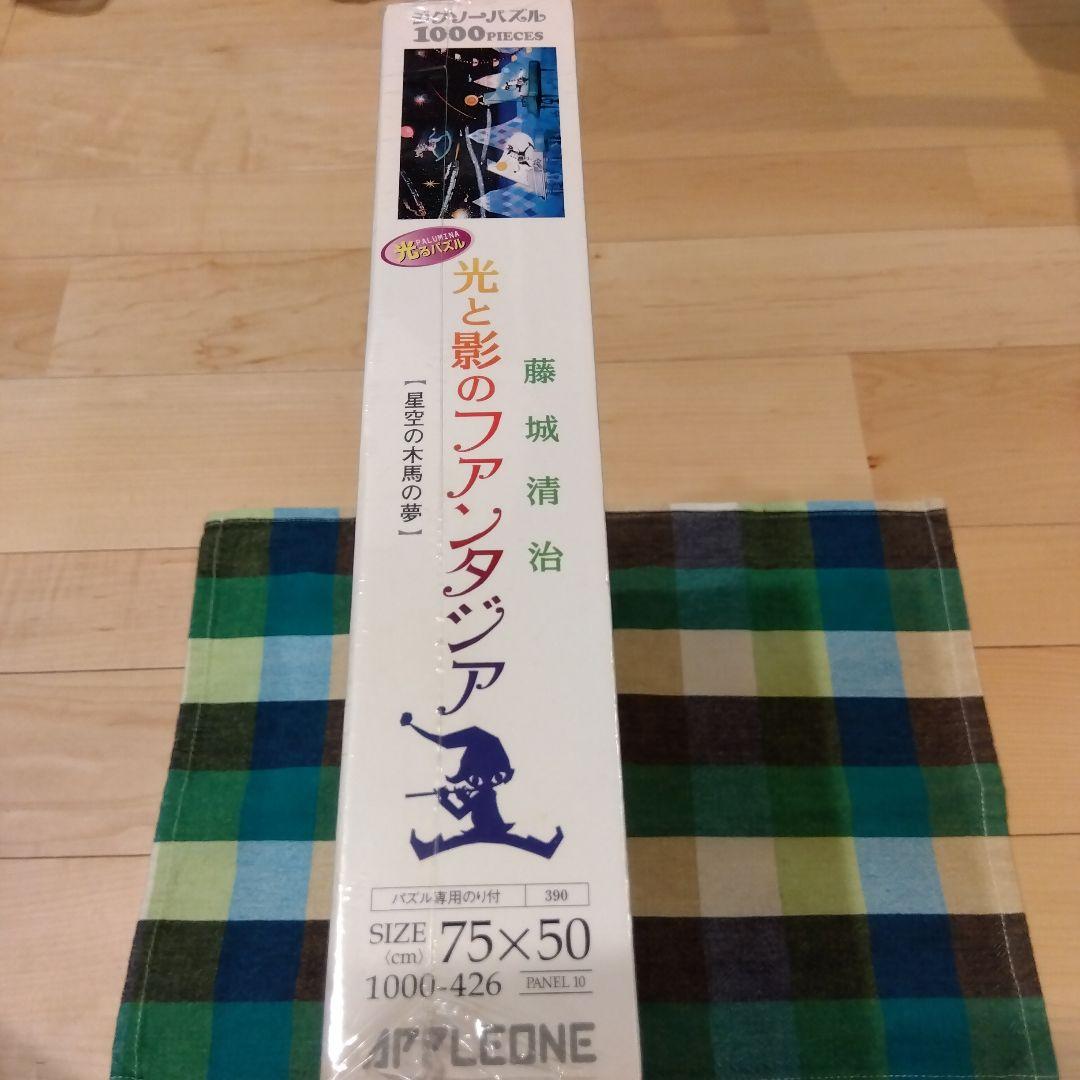 ジグソーパズル
1000 PIECES
PALUMINA
光るパズル
光と影のファンタジア
藤城清治
【星空の木馬の夢】
パズル専用のり付 390
SIZE (cm) 75×50
1000-426 PANEL 10
APPLEONE